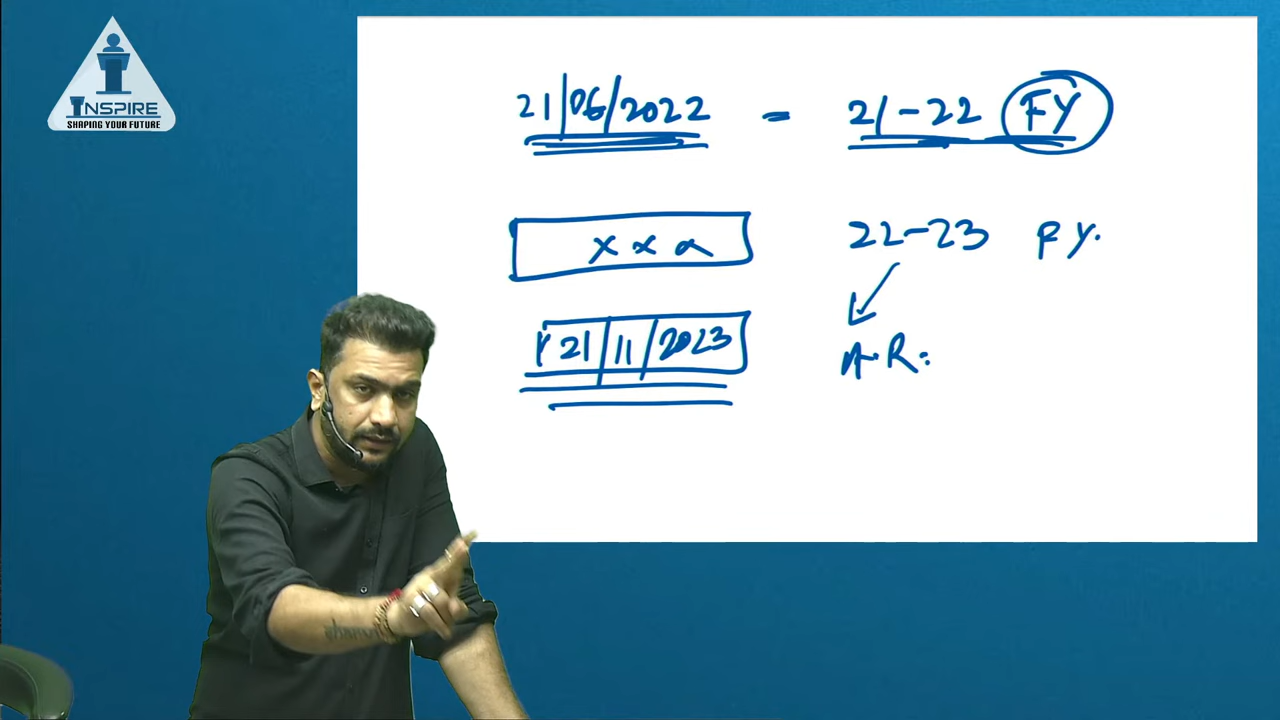 INSPIRE
SHAPING YOUR FUTURE
21/06/2022 = 21-22 FY
x x x 22-23 F Y.
21/11/2023
A.R: